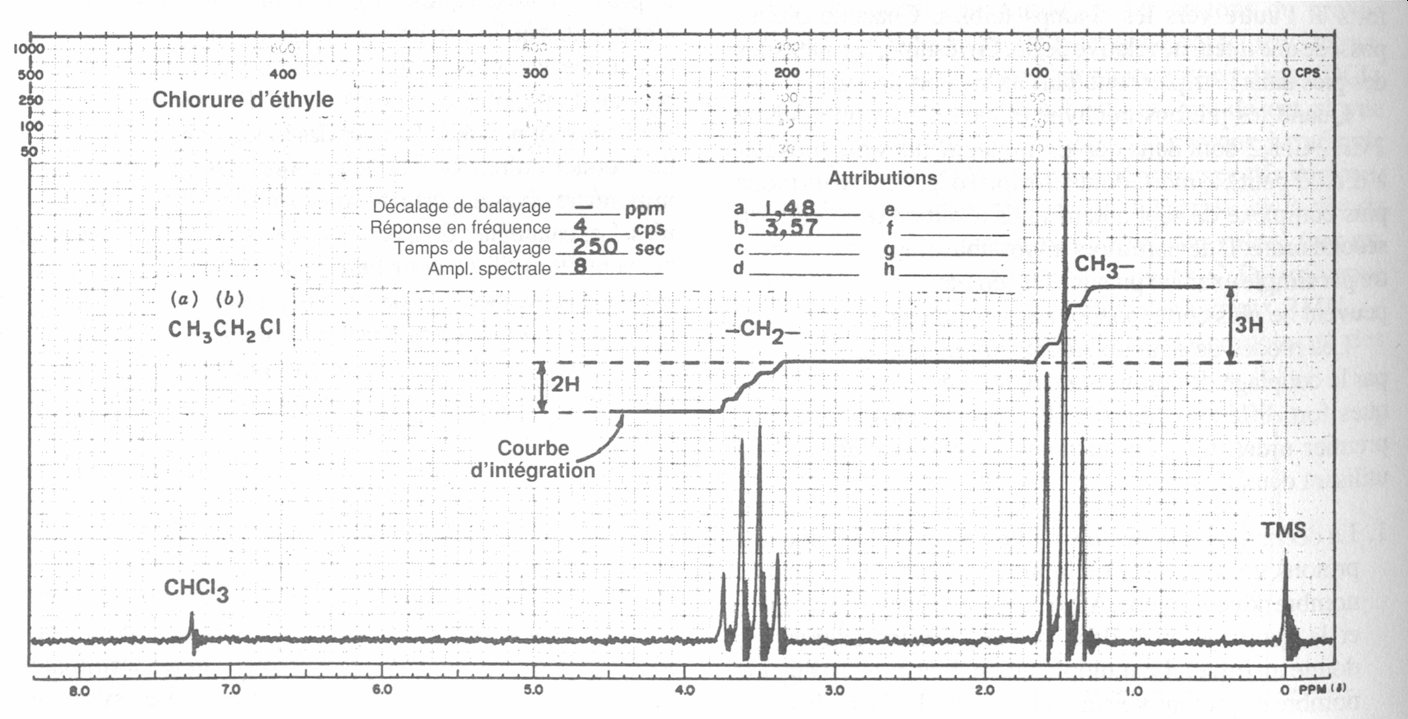 1000
500 400 300 200 100 0 CPS
250
100
50
Chlorure d'éthyle
Attributions
Décalage de balayage — ppm a 1,48 e
Réponse en fréquence 4 cps b 3,57 f
Temps de balayage 250 sec c g
Ampl. spectrale 8 d h
(a) (b)
CH₃CH₂Cl
CH3–
–CH2–
3H
2H
Courbe
d'intégration
TMS
CHCl3
8.0 7.0 6.0 5.0 4.0 3.0 2.0 1.0 0 PPM (δ)